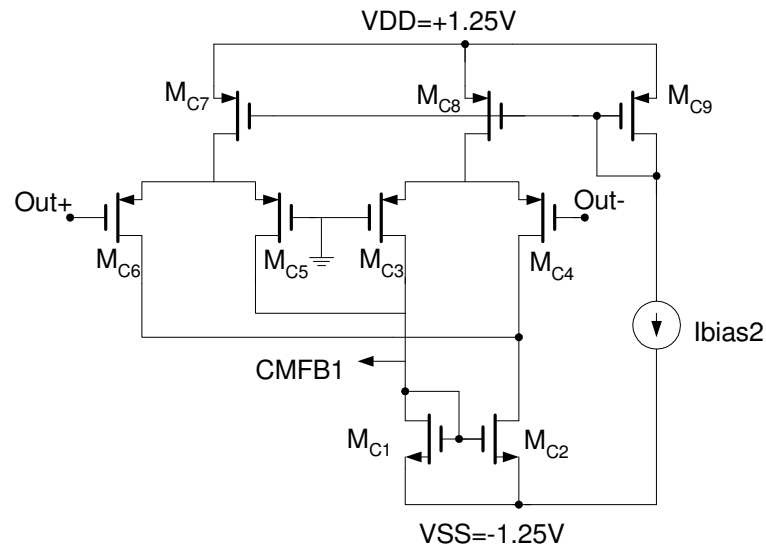 VDD=+1.25V
MC7
MC8
MC9
Out+
Out-
MC6
MC5
MC3
MC4
Ibias2
CMFB1
MC1
MC2
VSS=-1.25V